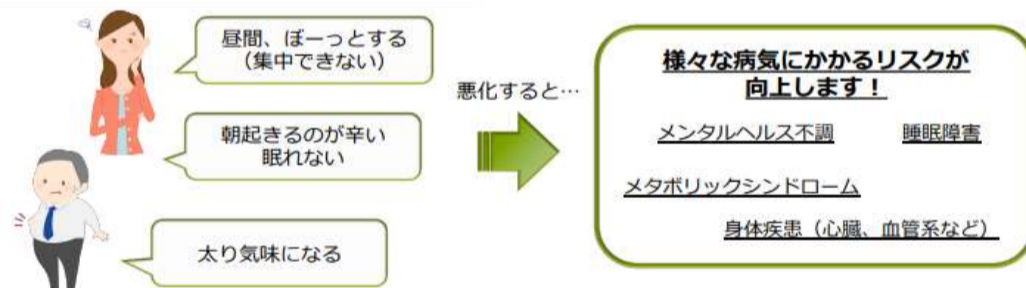 昼間、ぼーっとする
（集中できない）
朝起きるのが辛い
眠れない
太り気味になる
悪化すると…
様々な病気にかかるリスクが
向上します！
メンタルヘルス不調　睡眠障害
メタボリックシンドローム
身体疾患（心臓、血管系など）